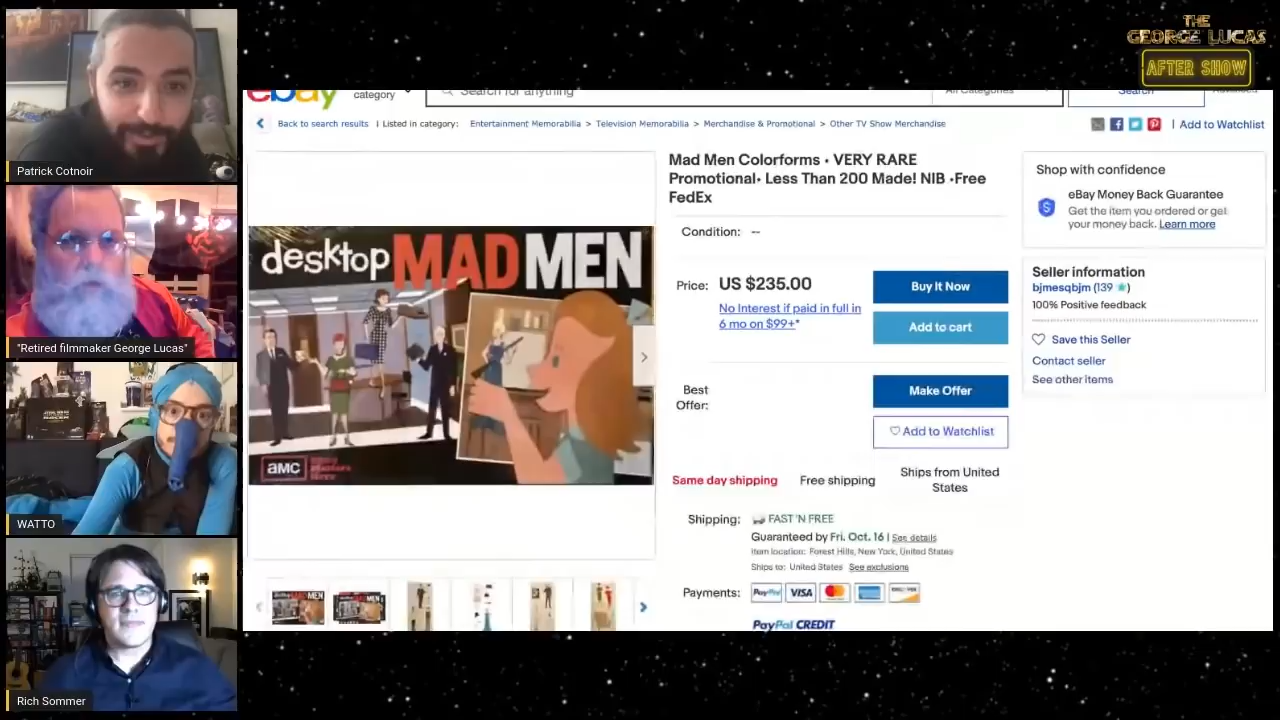 THE
GEORGE LUCAS
AFTER SHOW
Patrick Cotnoir
"Retired filmmaker George Lucas"
WATTO
Rich Sommer
ebay
category
Search for anything
All Categories
Search
Advanced
Back to search results
Listed in category:
Entertainment Memorabilia > Television Memorabilia > Merchandise & Promotional > Other TV Show Merchandise
| Add to Watchlist
desktop MAD MEN
amc
Mad Men Colorforms • VERY RARE
Promotional• Less Than 200 Made! NIB •Free
FedEx
Condition: --
Price: US $235.00
No Interest if paid in full in
6 mo on $99+*
Buy It Now
Add to cart
Best
Offer:
Make Offer
Add to Watchlist
Same day shipping
Free shipping
Ships from United
States
Shipping: FAST 'N FREE
Guaranteed by Fri. Oct. 16 | See details
Item location: Forest Hills, New York, United States
Ships to: United States See exclusions
Payments: PayPal VISA
PayPal CREDIT
Shop with confidence
eBay Money Back Guarantee
Get the item you ordered or get
your money back. Learn more
Seller information
bjmesqbjm (139)
100% Positive feedback
Save this Seller
Contact seller
See other items